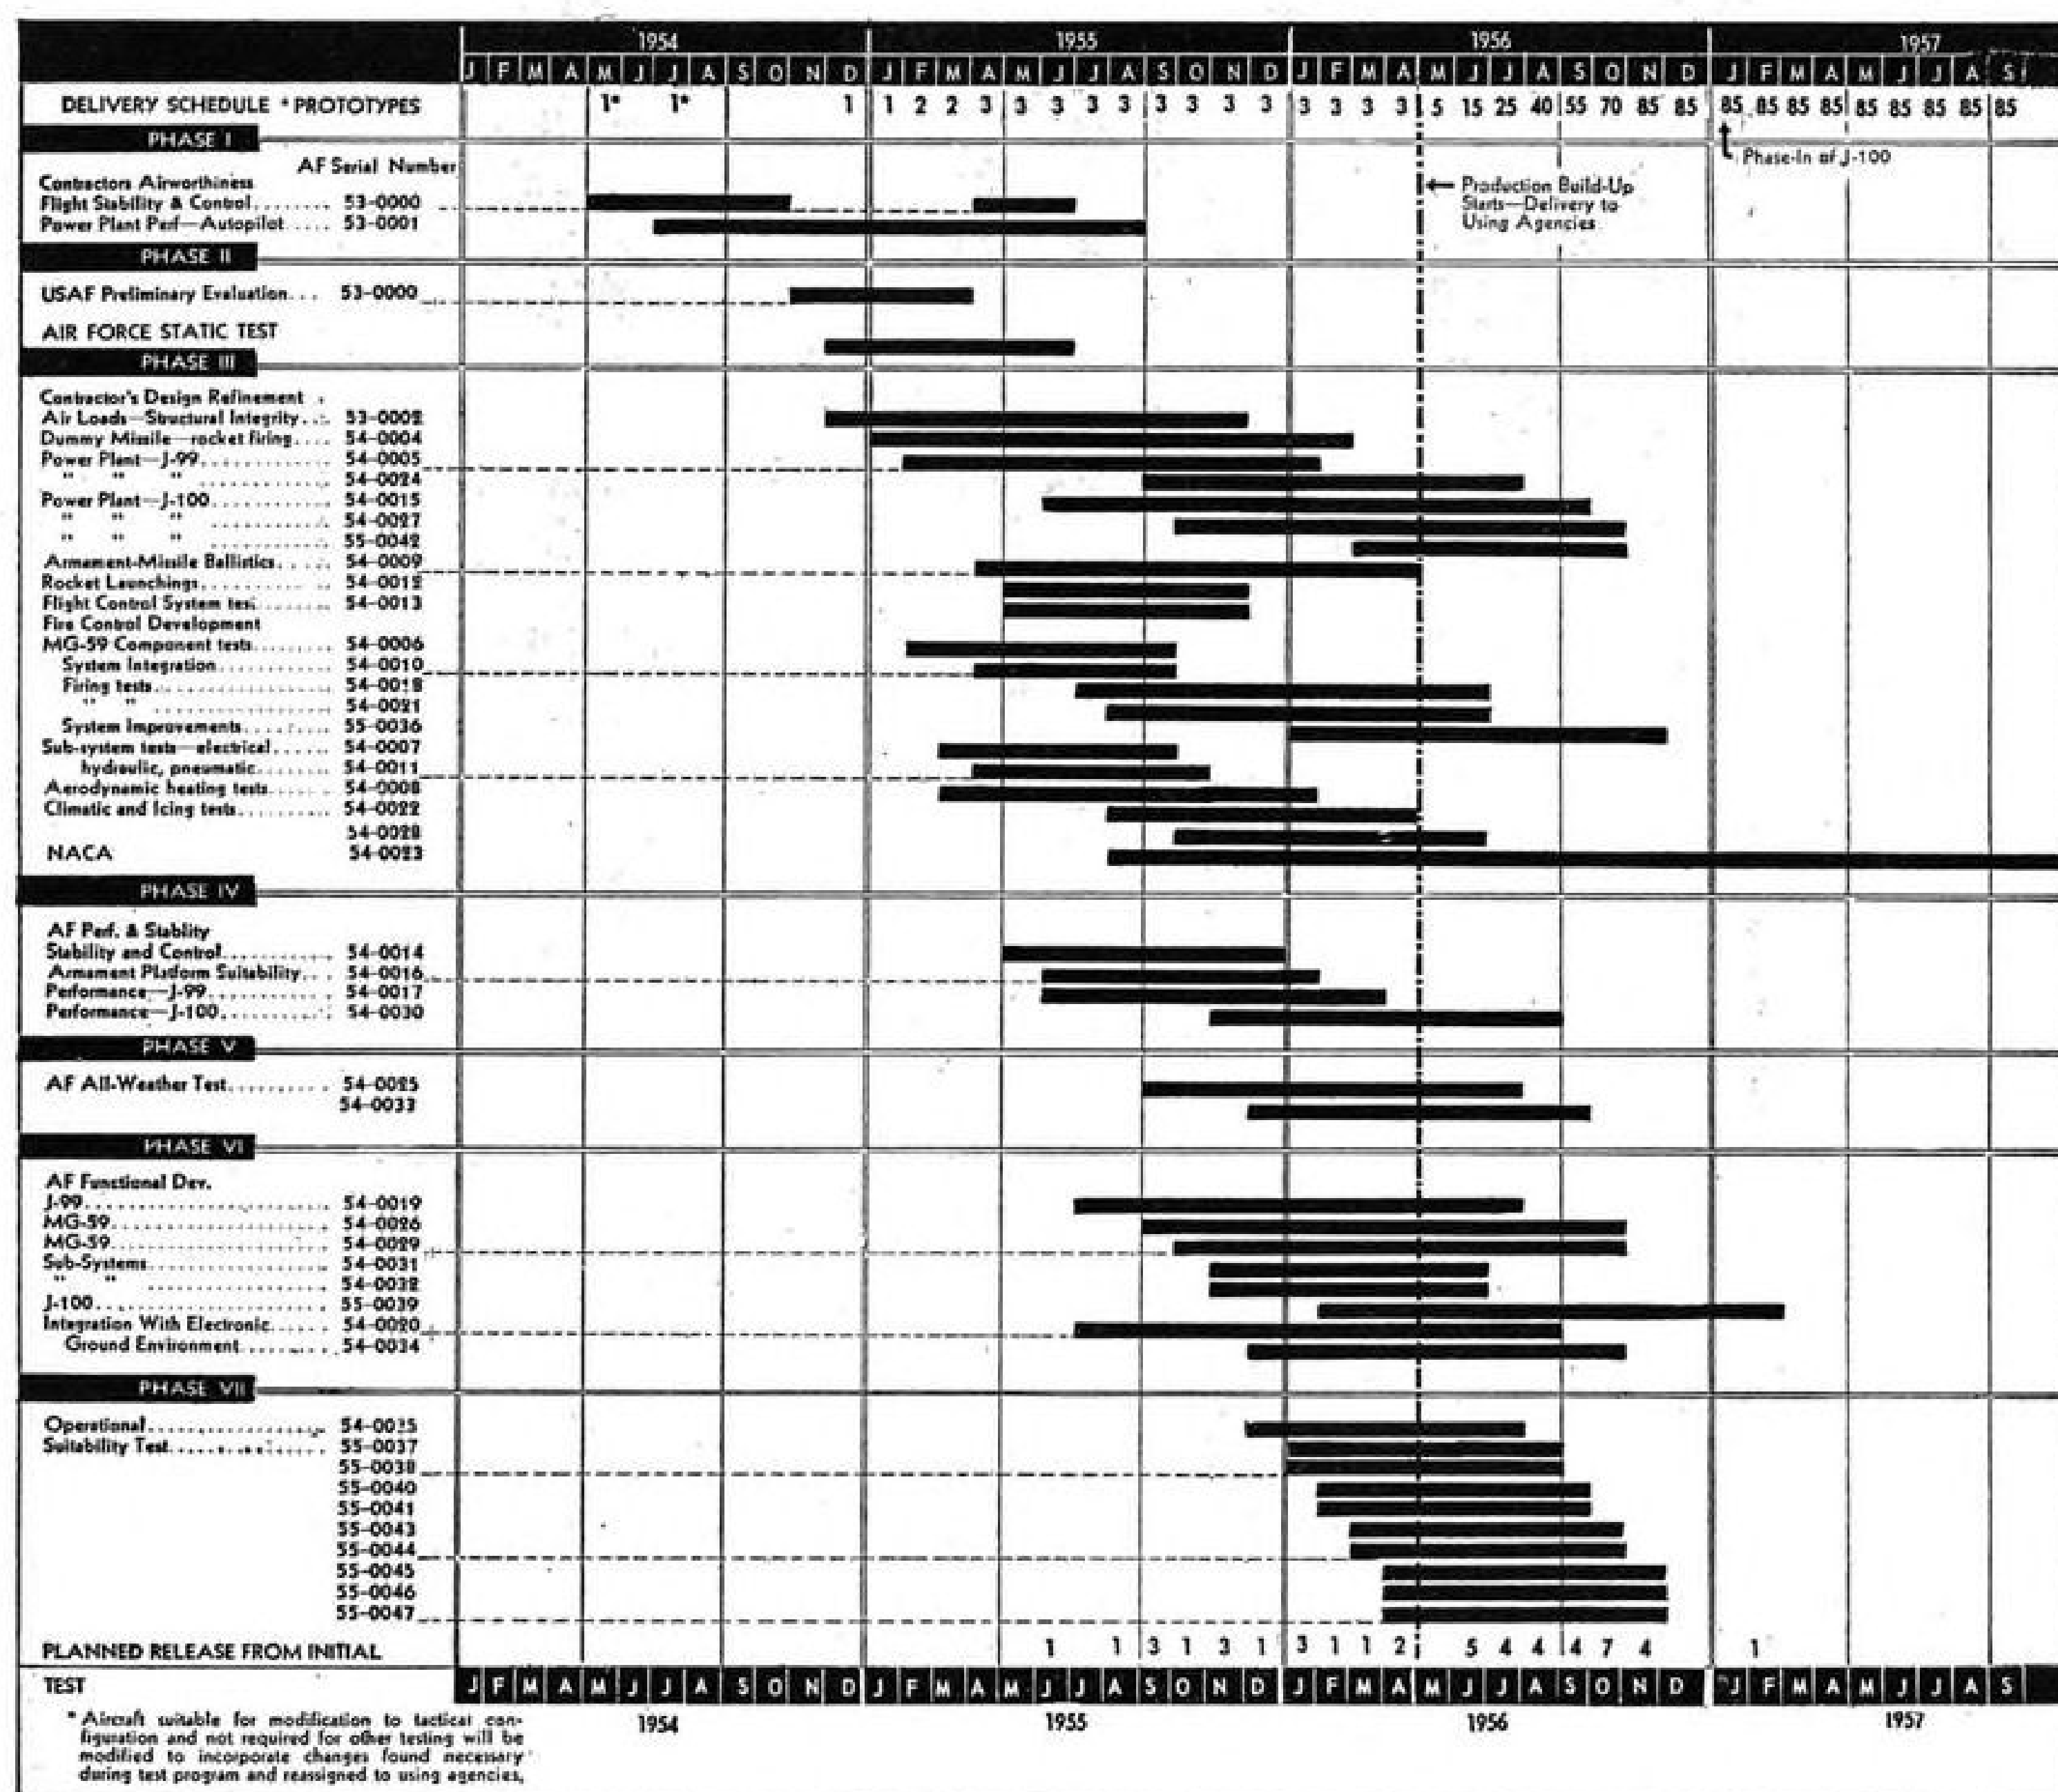 1954 1955 1956 1957
J F M A M J J A S O N D J F M A M J J A S O N D J F M A M J J A S O N D J F M A M J J A S
DELIVERY SCHEDULE * PROTOTYPES 1* 1* 1 1 2 2 3 3 3 3 3 3 3 3 3 3 3 3 3 5 15 25 40 55 70 85 85 85 85 85 85 85 85 85 85 85
PHASE I
Phase-In of J-100
AF Serial Number
Contractors Airworthiness
Flight Stability & Control........ 53-0000
Power Plant Perf—Autopilot..... 53-0001
← Production Build-Up
Starts—Delivery to
Using Agencies
PHASE II
USAF Preliminary Evaluation... 53-0000
AIR FORCE STATIC TEST
PHASE III
Contractor's Design Refinement
Air Loads—Structural Integrity... 53-0002
Dummy Missile—rocket firing.... 54-0004
Power Plant—J-99............. 54-0005
" " " ............ 54-0024
Power Plant—J-100............ 54-0015
" " " ............ 54-0027
" " " ............ 55-0042
Armament-Missile Ballistics..... 54-0009
Rocket Launchings............. 54-0012
Flight Control System test........ 54-0013
Fire Control Development
MG-59 Component tests......... 54-0006
System Integration............ 54-0010
Firing tests.................. 54-0018
" " .................. 54-0021
System Improvements......... 55-0036
Sub-system tests—electrical...... 54-0007
hydraulic, pneumatic........ 54-0011
Aerodynamic heating tests...... 54-0008
Climatic and Icing tests.......... 54-0022
54-0028
NACA 54-0023
PHASE IV
AF Perf. & Stablity
Stability and Control........... 54-0014
Armament Platform Suitability... 54-0016
Performance—J-99............ 54-0017
Performance—J-100........... 54-0030
PHASE V
AF All-Weather Test.......... 54-0025
54-0033
PHASE VI
AF Functional Dev.
J-99......................... 54-0019
MG-59...................... 54-0026
MG-59...................... 54-0029
Sub-Systems.................. 54-0031
" " .................. 54-0032
J-100....................... 55-0039
Integration With Electronic...... 54-0020
Ground Environment......... 54-0034
PHASE VII
Operational.................. 54-0035
Suitability Test................ 55-0037
55-0038
55-0040
55-0041
55-0043
55-0044
55-0045
55-0046
55-0047
PLANNED RELEASE FROM INITIAL 1 1 3 1 3 1 3 1 1 2 5 4 4 4 7 4 1
TEST J F M A M J J A S O N D J F M A M J J A S O N D J F M A M J J A S O N D J F M A M J J A S
1954 1955 1956 1957
* Aircraft suitable for modification to tactical con-
figuration and not required for other testing will be
modified to incorporate changes found necessary
during test program and reassigned to using agencies.